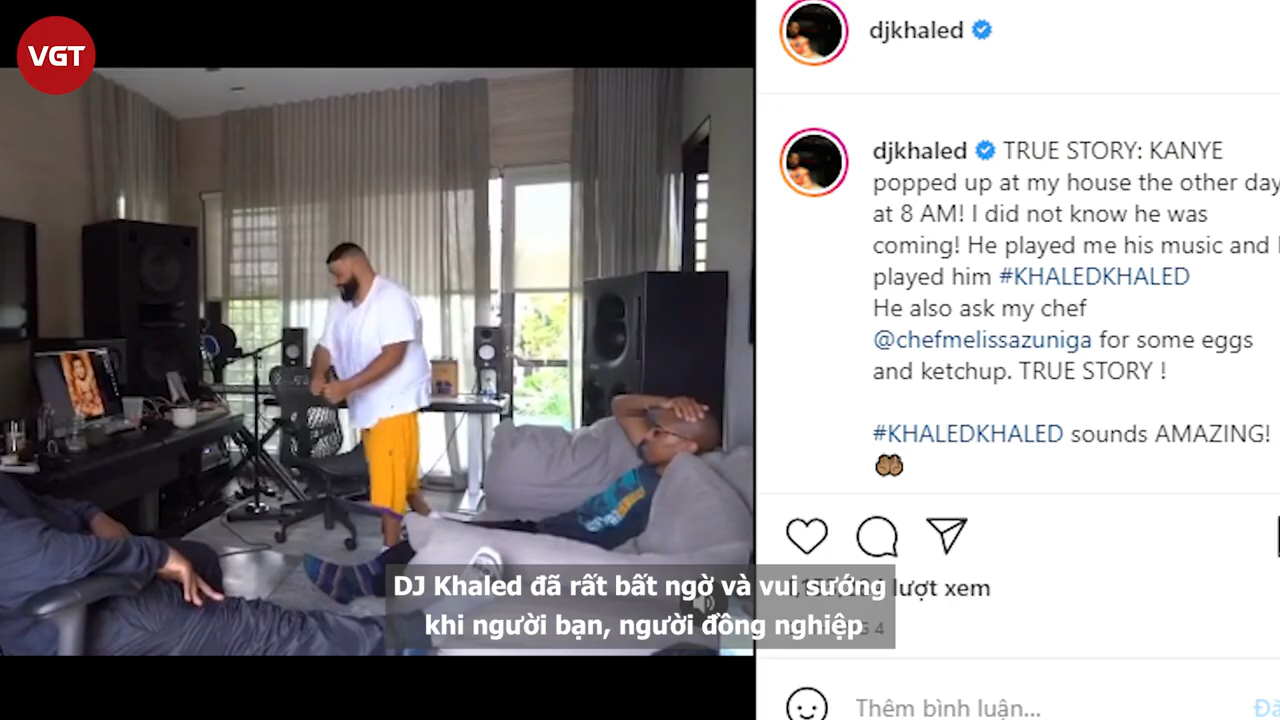 VGT
djkhaled
djkhaled TRUE STORY: KANYE
popped up at my house the other day
at 8 AM! I did not know he was
coming! He played me his music and I
played him #KHALEDKHALED
He also ask my chef
@chefmelissazuniga for some eggs
and ketchup. TRUE STORY !
#KHALEDKHALED sounds AMAZING!
lượt xem
DJ Khaled đã rất bất ngờ và vui sướng
khi người bạn, người đồng nghiệp
Thêm bình luận...